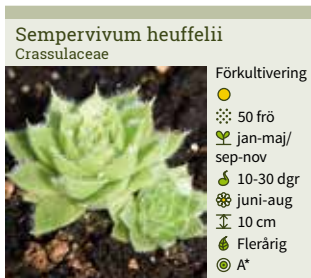 Sempervivum heuffelii
Crassulaceae
Förkultivering
50 frö
jan-maj/
sep-nov
10-30 dgr
juni-aug
10 cm
Flerårig
A*